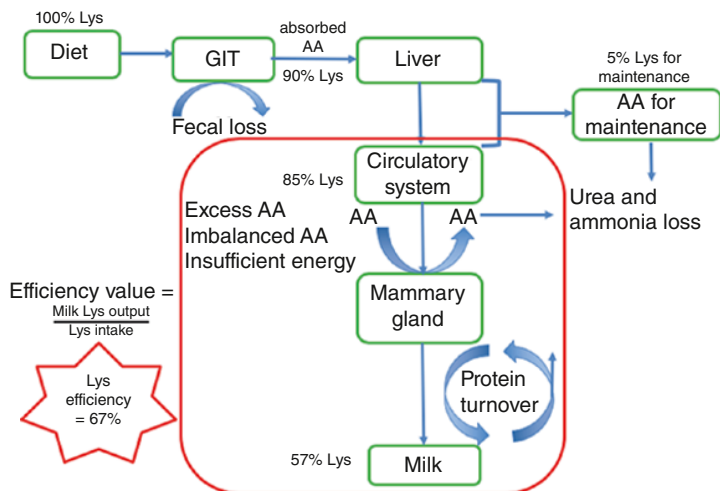 100% Lys
Diet
GIT
absorbed
AA
90% Lys
Liver
5% Lys for
maintenance
AA for
maintenance
Fecal loss
Circulatory
system
85% Lys
AA
AA
Urea and
ammonia loss
Excess AA
Imbalanced AA
Insufficient energy
Mammary
gland
Efficiency value =
Milk Lys output
Lys intake
Lys
efficiency
= 67%
Protein
turnover
57% Lys
Milk